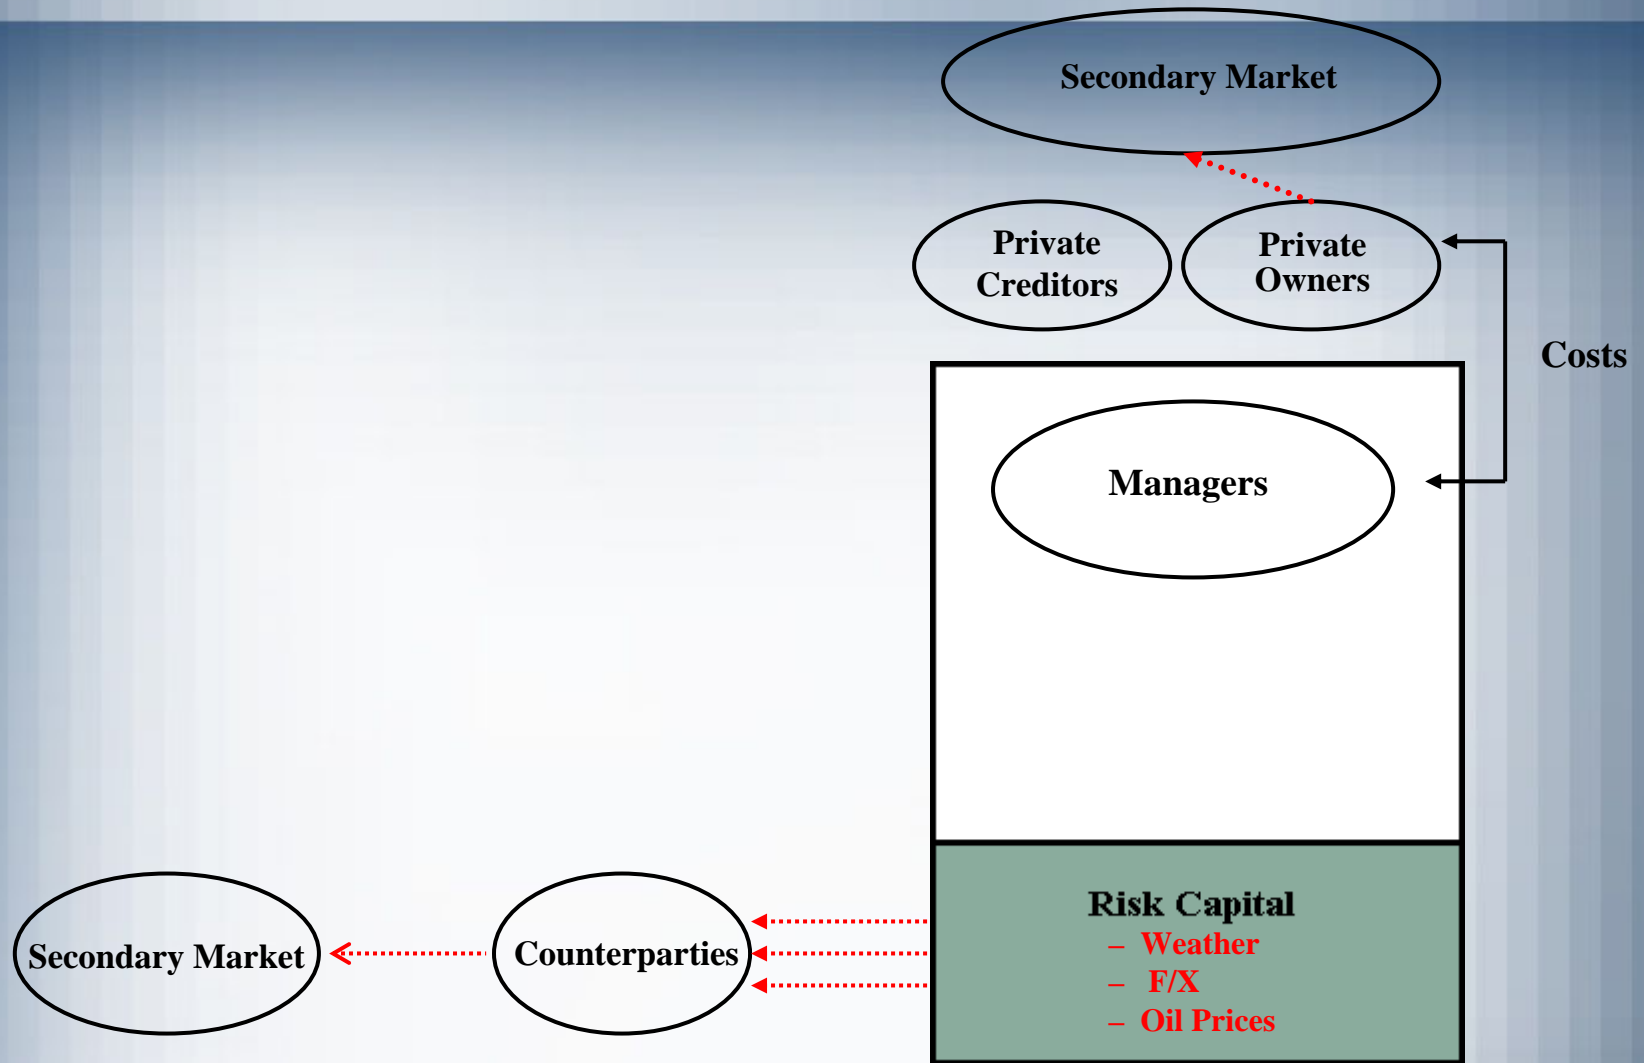 Secondary Market
Private
Creditors
Private
Owners
Costs
Managers
Risk Capital
– Weather
– F/X
– Oil Prices
Counterparties
Secondary Market